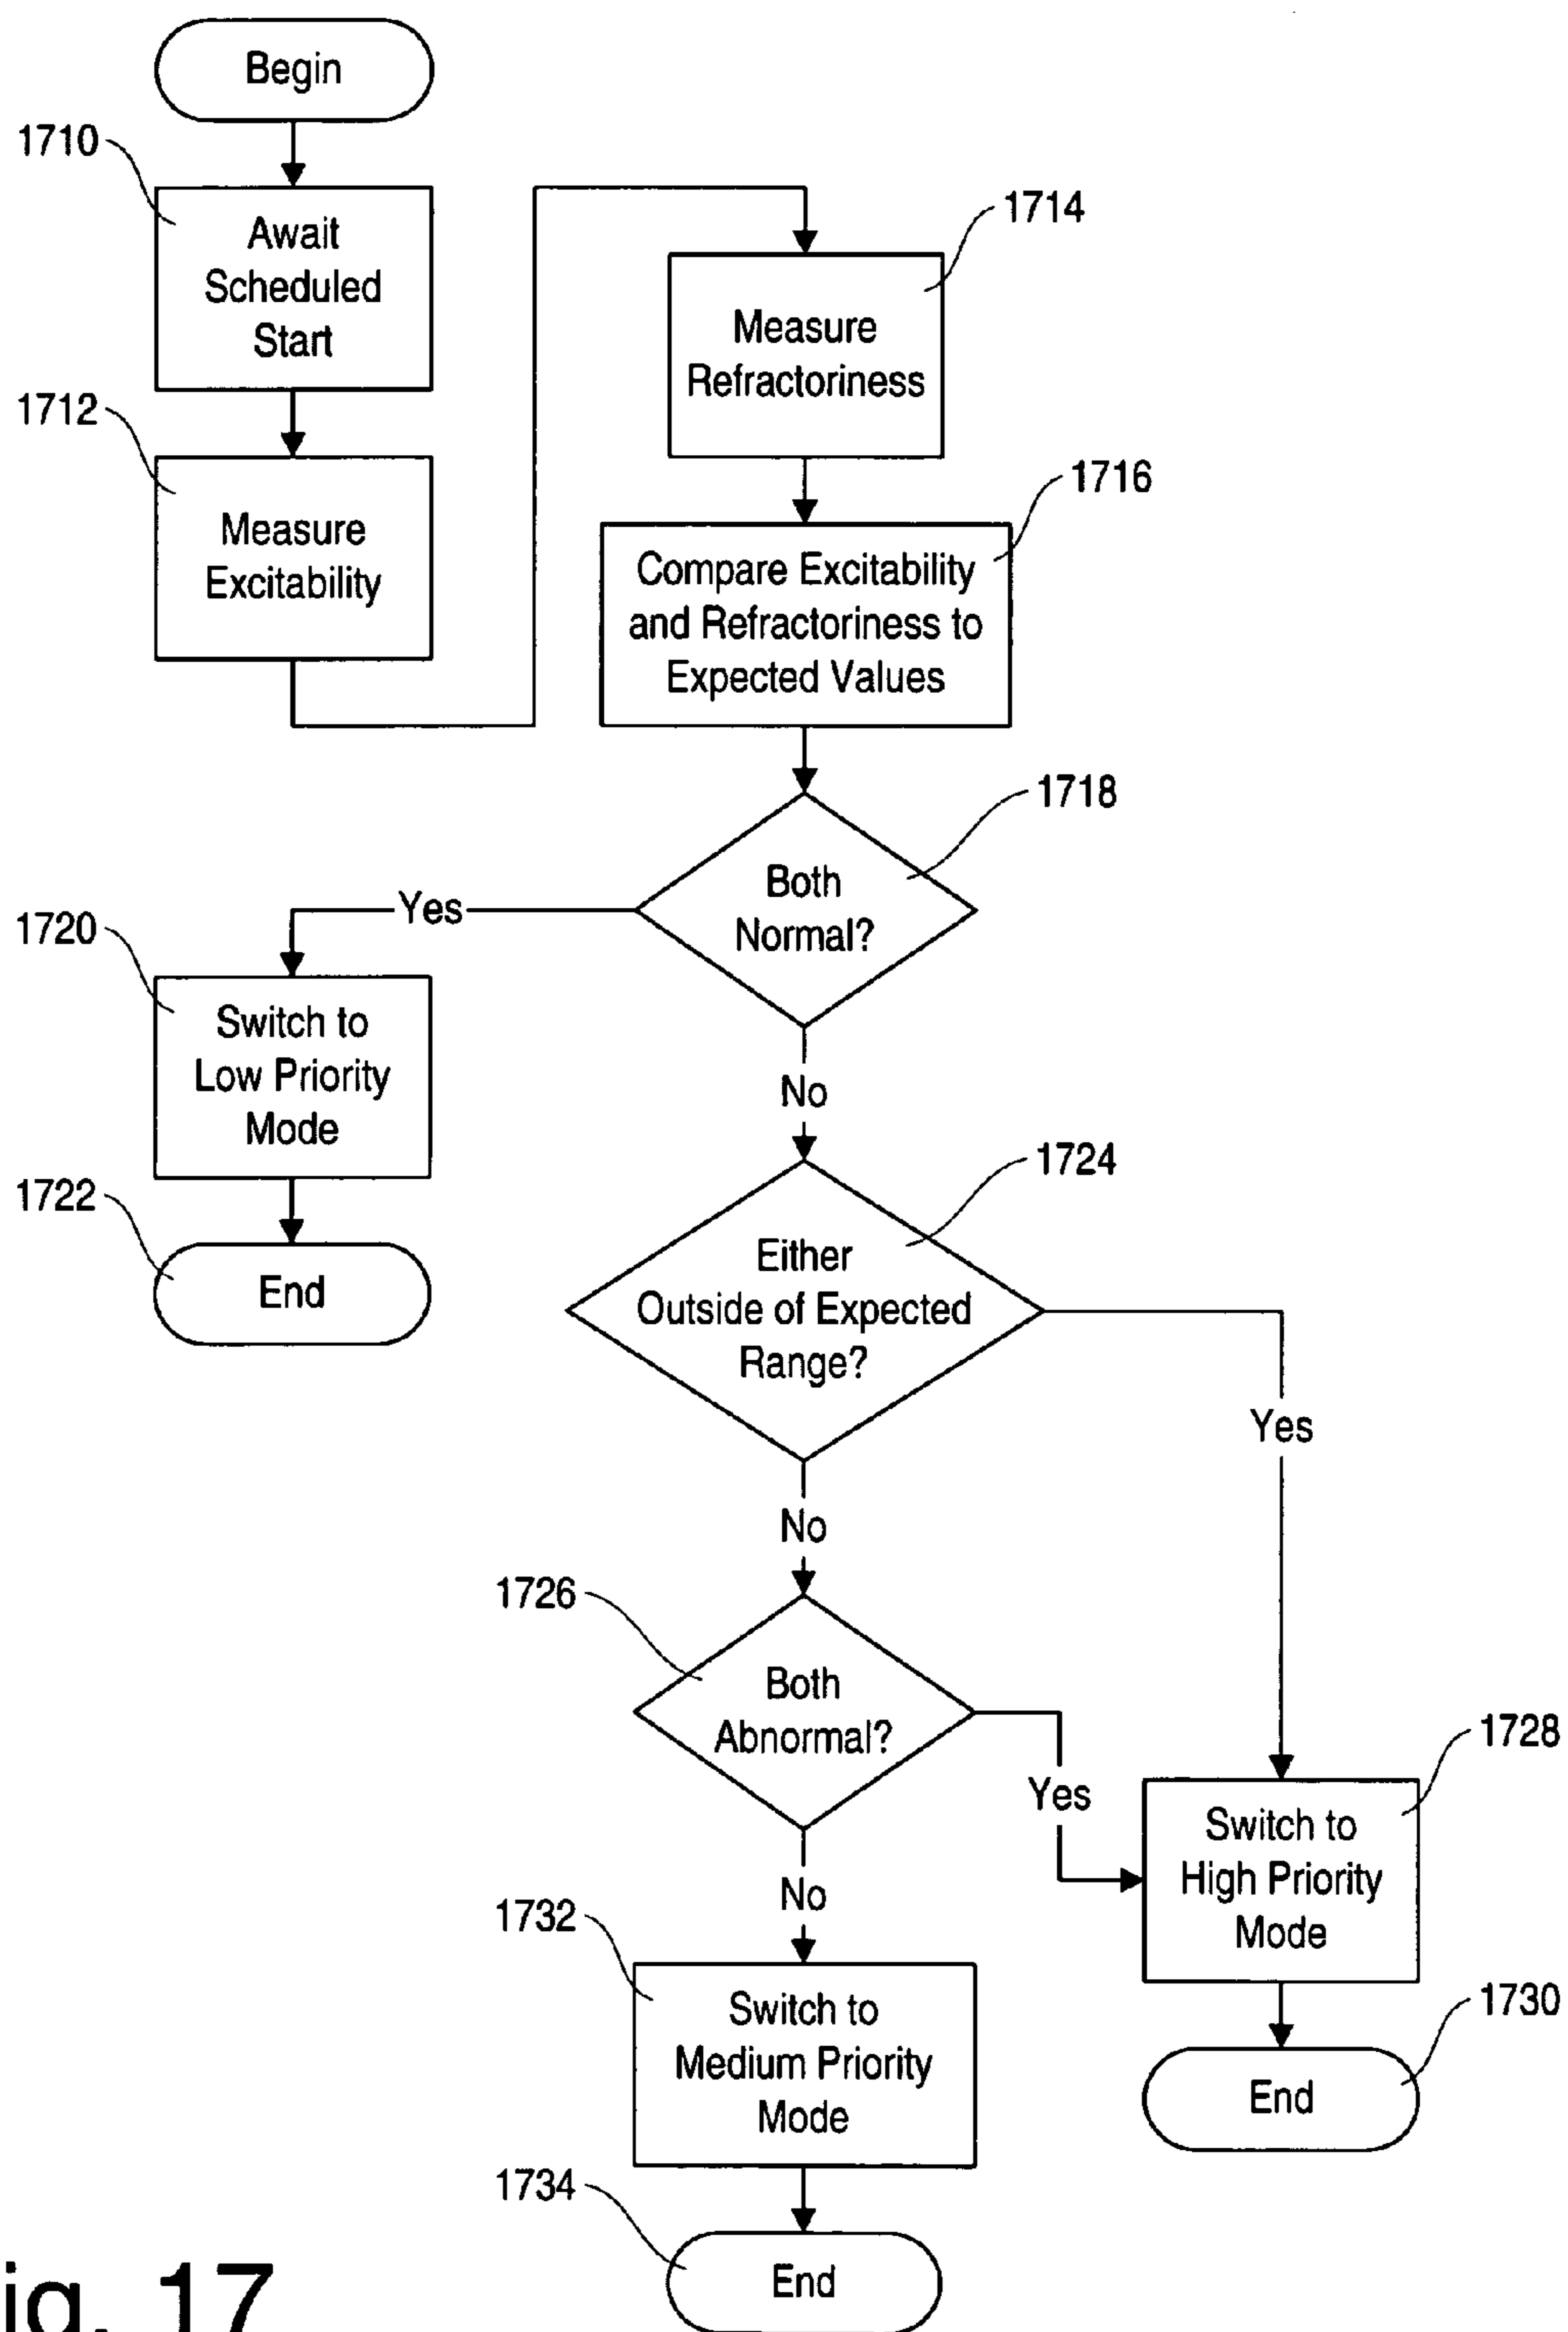 Begin
1710
Await
Scheduled
Start
1712
Measure
Excitability
1714
Measure
Refractoriness
1716
Compare Excitability
and Refractoriness to
Expected Values
1718
Both
Normal?
Yes
1720
Switch to
Low Priority
Mode
1722
End
No
1724
Either
Outside of Expected
Range?
Yes
No
1726
Both
Abnormal?
Yes
1728
Switch to
High Priority
Mode
1730
End
No
1732
Switch to
Medium Priority
Mode
1734
End
ig. 17